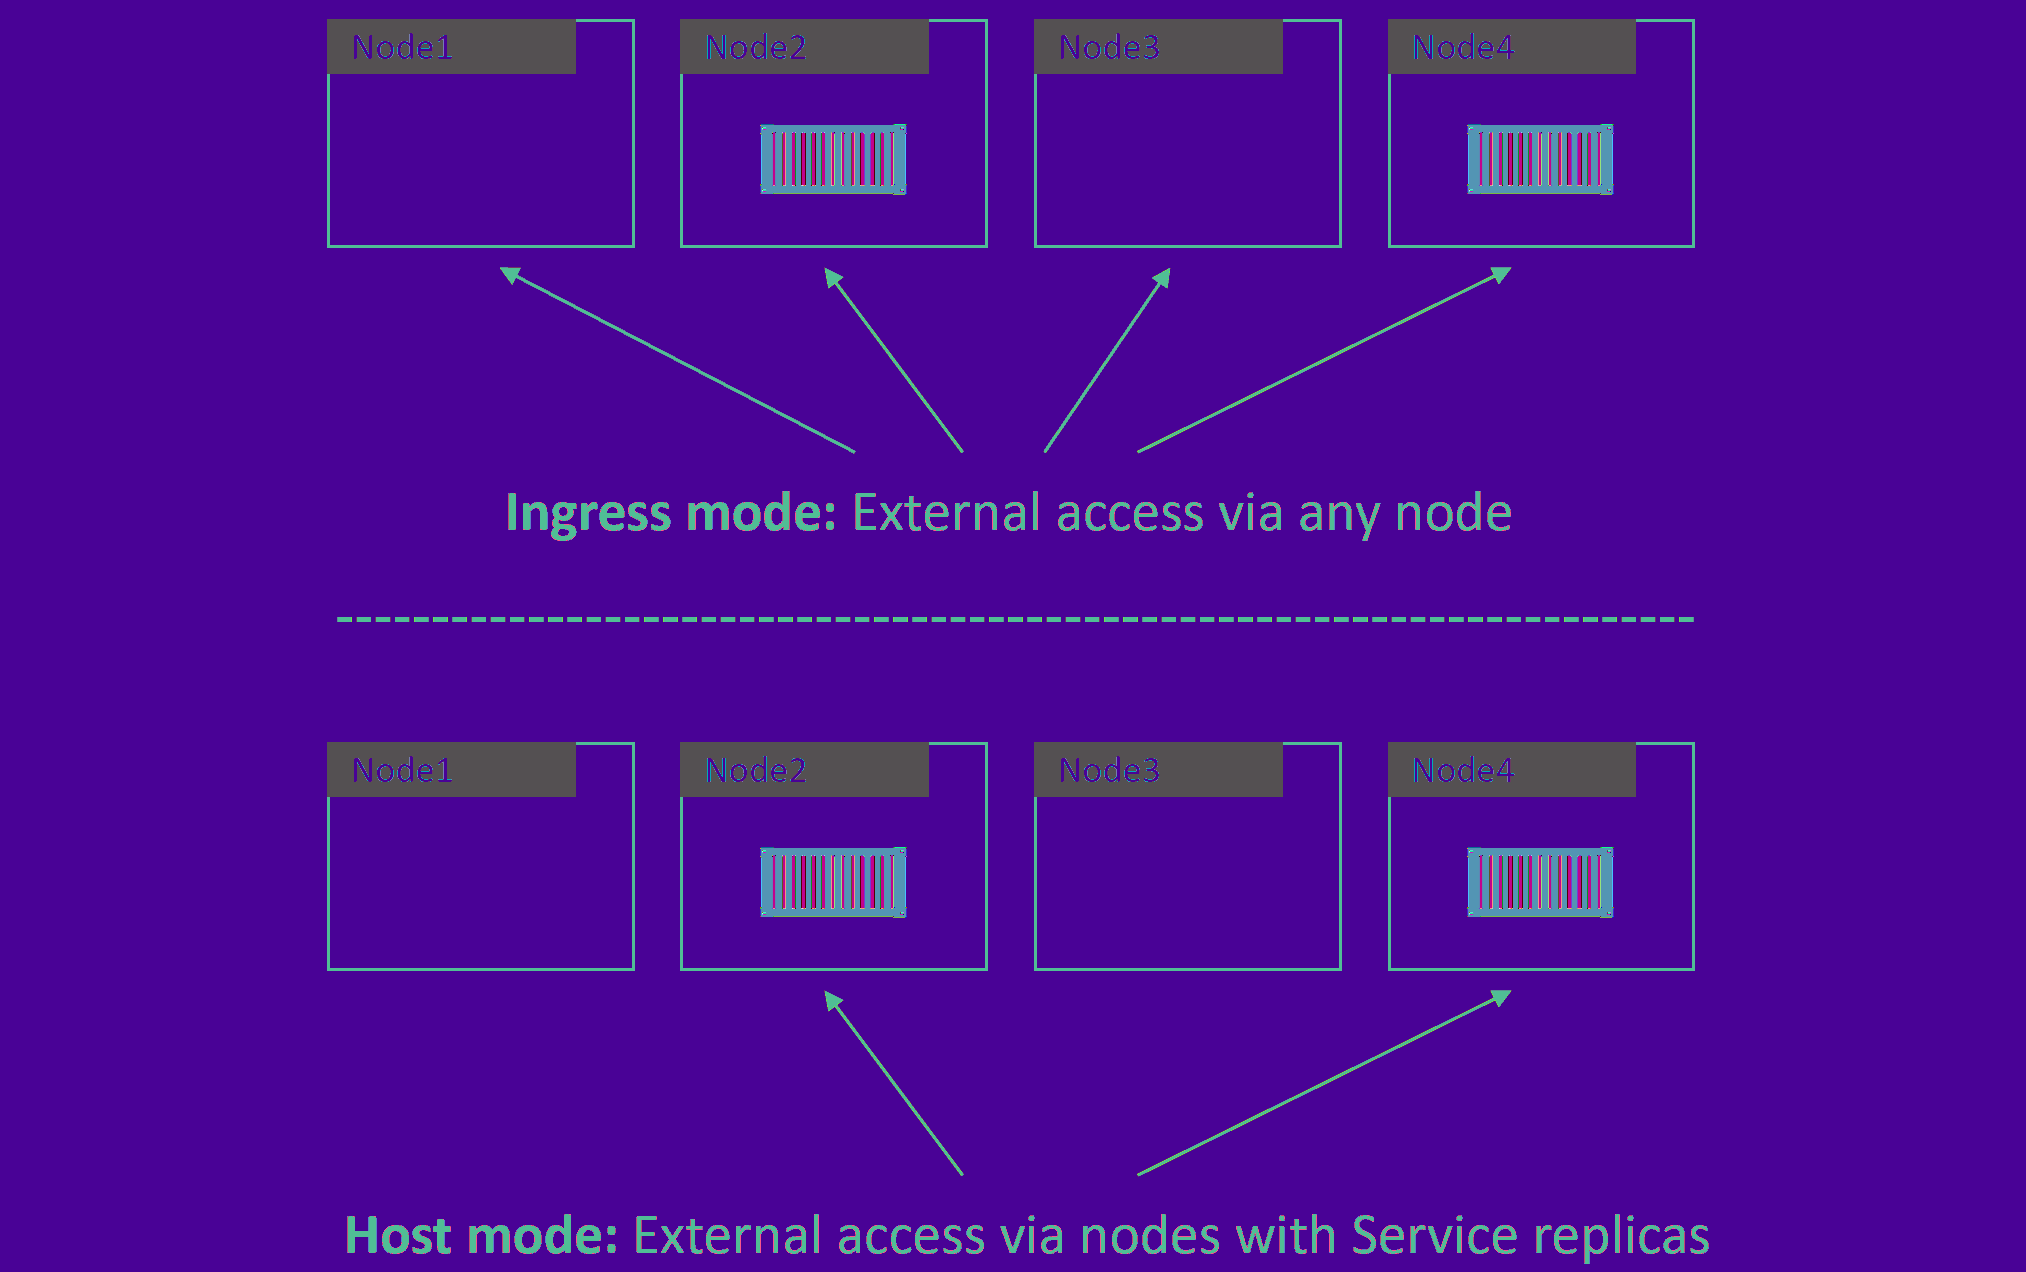 Node1
Node2
Node3
Node4
Ingress mode: External access via any node
Node1
Node2
Node3
Node4
Host mode: External access via nodes with Service replicas